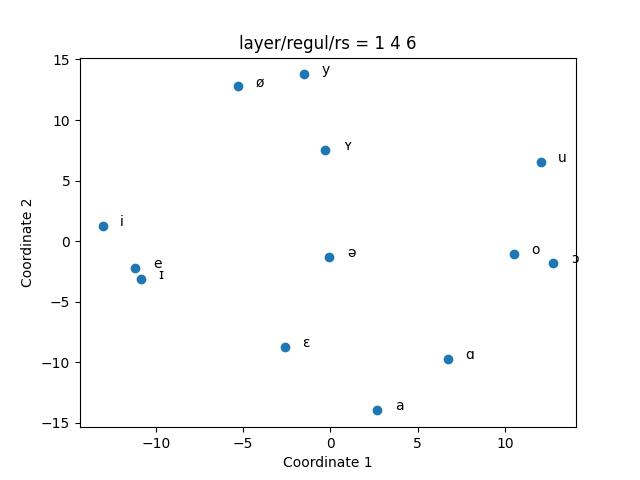 layer/regul/rs = 1 4 6
15
10
5
0
−5
−10
−15
Coordinate 2
y
ø
ʏ
u
i
o
ə
ɔ
e
ɪ
ɛ
ɑ
a
−10 −5 0 5 10
Coordinate 1